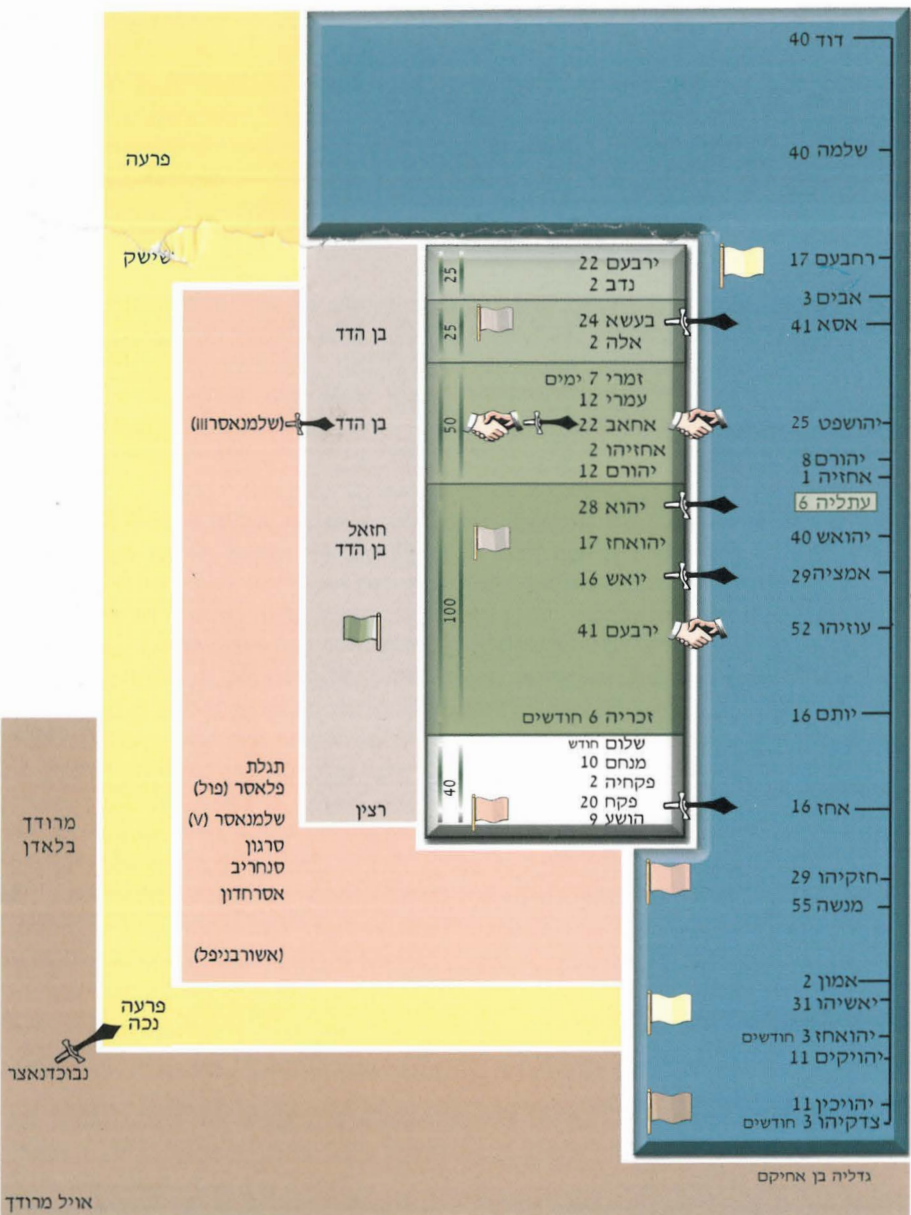 דוד 40
שלמה 40
רחבעם 17
אבים 3
אסא 41
יהושפט 25
יהורם 8
אחזיה 1
עתליה 6
יהואש 40
אמציה 29
עוזיהו 52
יותם 16
אחז 16
חזקיהו 29
מנשה 55
אמון 2
יאשיהו 31
יהואחז 3 חודשים
יהויקים 11
יהויכין 11
צדקיהו 3 חודשים
גדליה בן אחיקם
ירבעם 22
נדב 2
25
בעשא 24
אלה 2
25
זמרי 7 ימים
עמרי 12
אחאב 22
אחזיהו 2
יהורם 12
50
יהוא 28
יהואחז 17
יואש 16
ירבעם 41
זכריה 6 חודשים
100
שלום חודש
מנחם 10
פקחיה 2
פקח 20
הושע 9
40
בן הדד
בן הדד
חזאל
בן הדד
רצין
(שלמנאסר III)
תגלת
פלאסר (פול)
שלמנאסר (V)
סרגון
סנחריב
אסרחדון
(אשורבניפל)
פרעה
שישק
פרעה
נכה
מרודך
בלאדן
נבוכדנאצר
אויל מרודך